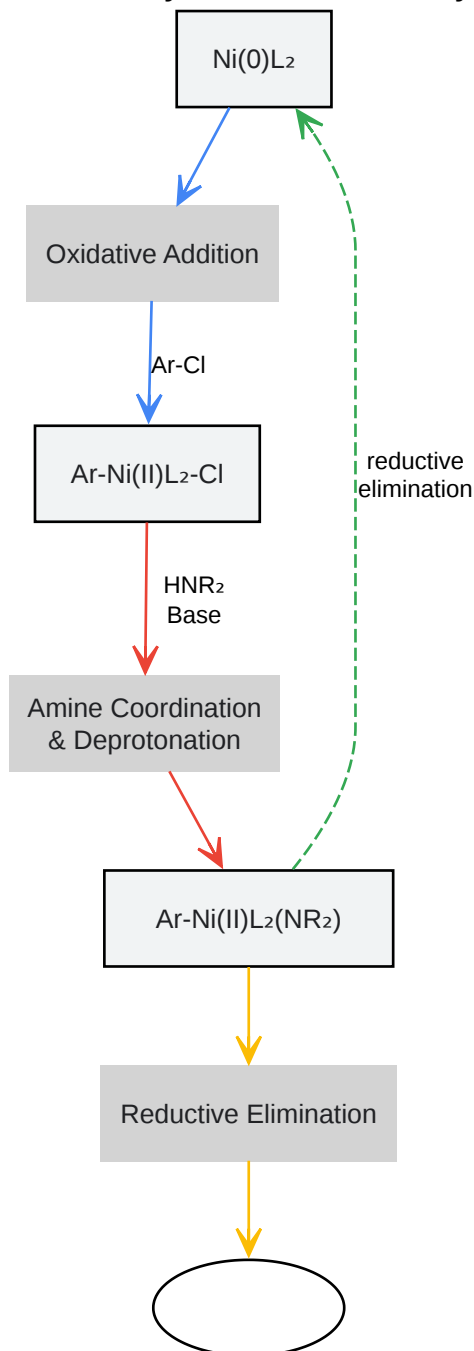 Ni(0)L₂
Oxidative Addition
Ar-Cl
Ar-Ni(II)L₂-Cl
reductive
elimination
HNR₂
Base
Amine Coordination
& Deprotonation
Ar-Ni(II)L₂(NR₂)
Reductive Elimination